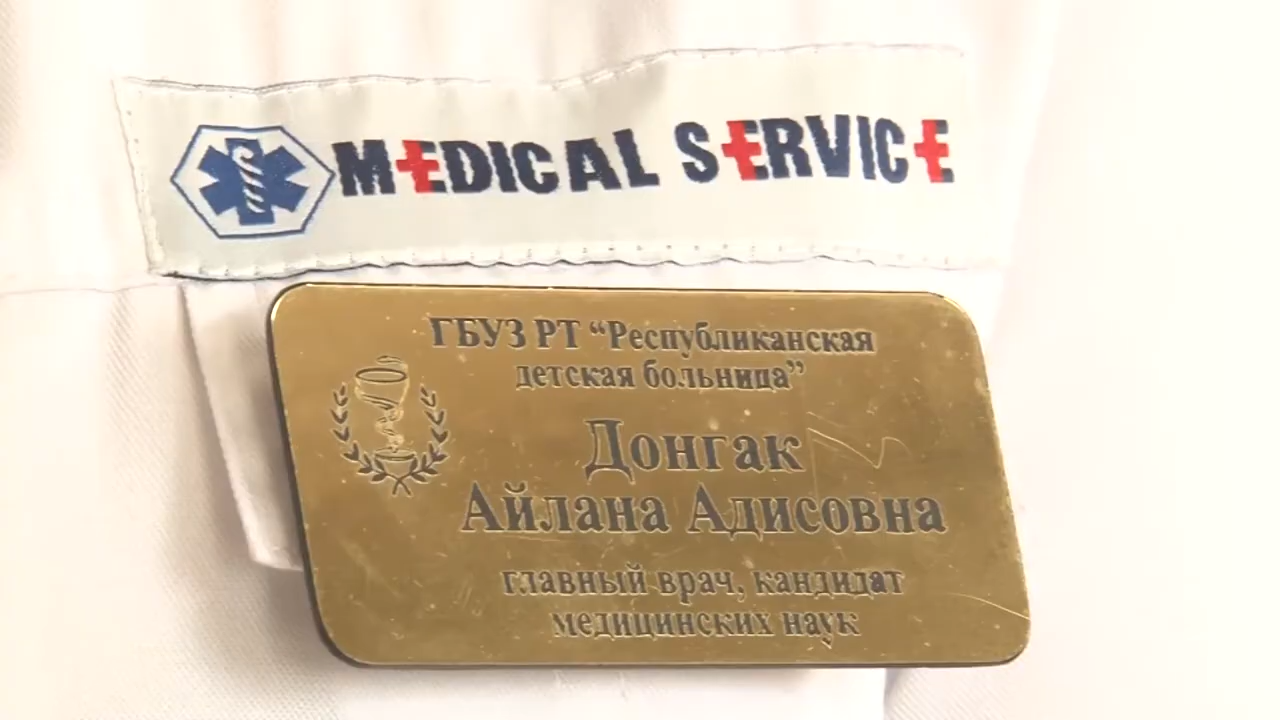 MEDICAL SERVICE
ГБУЗ РТ “Республиканская
детская больница”
Донгак
Айлана Адисовна
главный врач, кандидат
медицинских наук